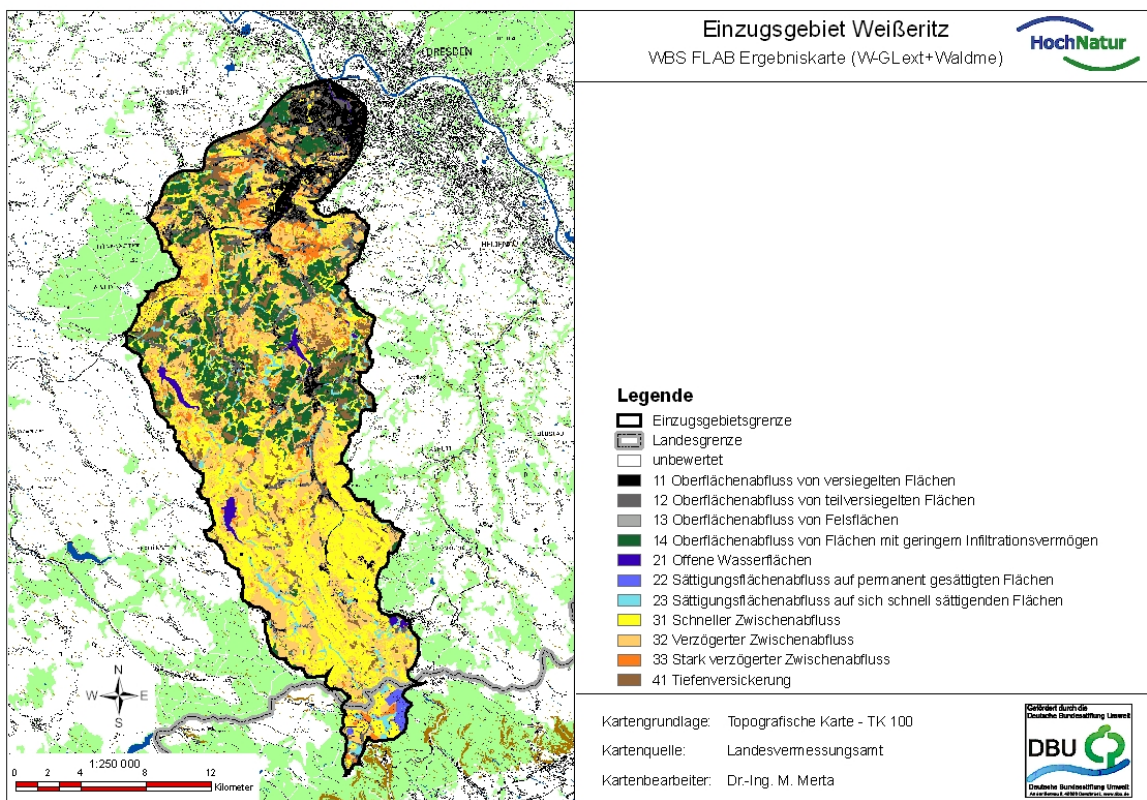 Einzugsgebiet Weißeritz
WBS FLAB Ergebniskarte (W-GLext+Waldme)
HochNatur
DRESDEN
HEIDENAU
Legende
Einzugsgebietsgrenze
Landesgrenze
unbewertet
11 Oberflächenabfluss von versiegelten Flächen
12 Oberflächenabfluss von teilversiegelten Flächen
13 Oberflächenabfluss von Felsflächen
14 Oberflächenabfluss von Flächen mit geringem Infiltrationsvermögen
21 Offene Wasserflächen
22 Sättigungsflächenabfluss auf permanent gesättigten Flächen
23 Sättigungsflächenabfluss auf sich schnell sättigenden Flächen
31 Schneller Zwischenabfluss
32 Verzögerter Zwischenabfluss
33 Stark verzögerter Zwischenabfluss
41 Tiefenversickerung
N
W E
S
1:250 000
0 2 4 8 12
Kilometer
Kartengrundlage: Topografische Karte - TK 100
Kartenquelle: Landesvermessungsamt
Kartenbearbeiter: Dr.-Ing. M. Merta
Gefördert durch die
Deutsche Bundesstiftung Umwelt
DBU
Deutsche Bundesstiftung Umwelt